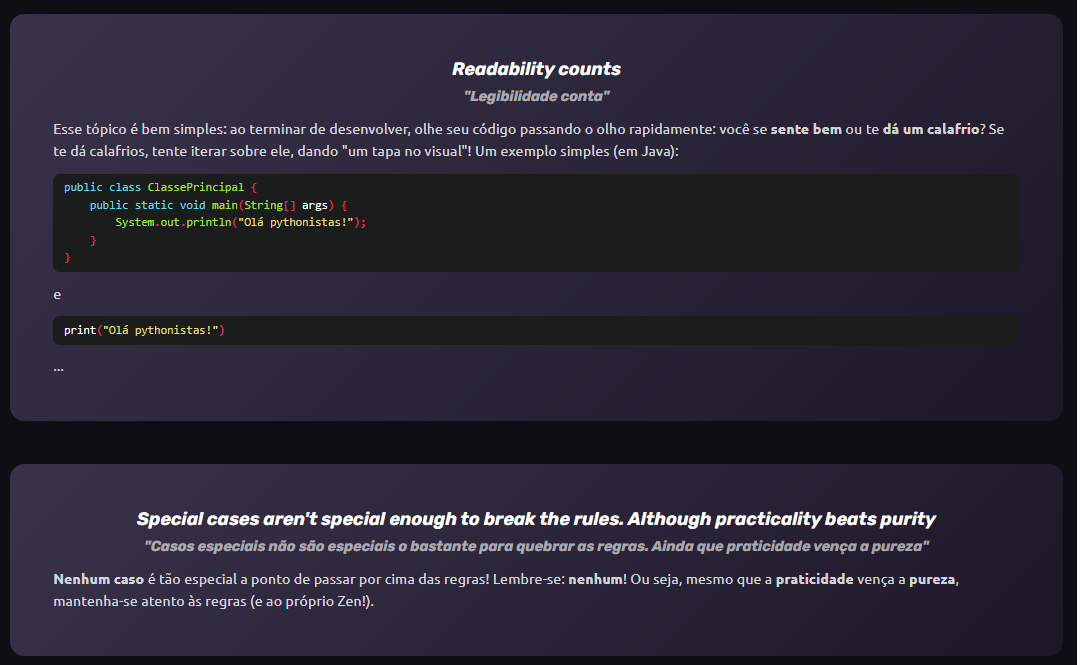 Readability counts
"Legibilidade conta"
Esse tópico é bem simples: ao terminar de desenvolver, olhe seu código passando o olho rapidamente: você se sente bem ou te dá um calafrio? Se
te dá calafrios, tente iterar sobre ele, dando "um tapa no visual"! Um exemplo simples (em Java):
public class ClassePrincipal {
    public static void main(String[] args) {
        System.out.println("Olá pythonistas!");
    }
}
e
print("Olá pythonistas!")
...
Special cases aren't special enough to break the rules. Although practicality beats purity
"Casos especiais não são especiais o bastante para quebrar as regras. Ainda que praticidade vença a pureza"
Nenhum caso é tão especial a ponto de passar por cima das regras! Lembre-se: nenhum! Ou seja, mesmo que a praticidade vença a pureza,
mantenha-se atento às regras (e ao próprio Zen!).